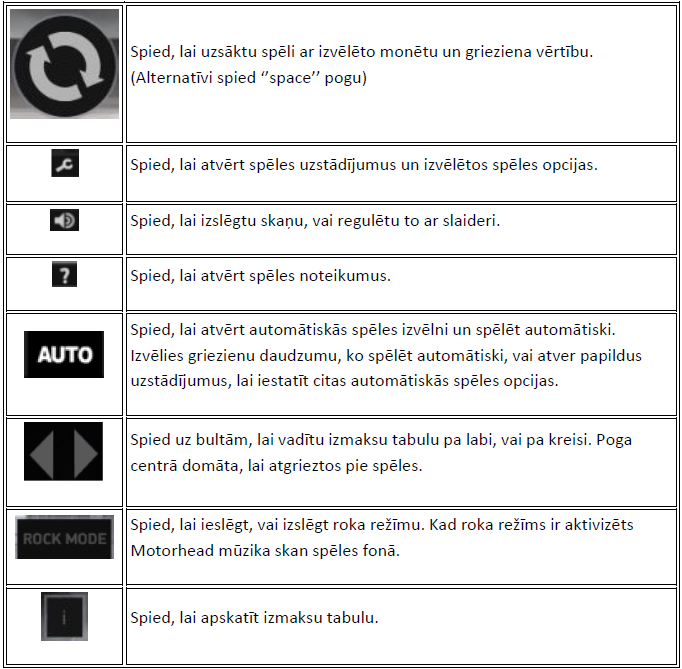 Spied, lai uzsāktu spēli ar izvēlēto monētu un grieziena vērtību.
(Alternatīvi spied ‘’space’’ pogu)
Spied, lai atvērt spēles uzstādījumus un izvēlētos spēles opcijas.
Spied, lai izslēgtu skaņu, vai regulētu to ar slaideri.
?
Spied, lai atvērt spēles noteikumus.
AUTO
Spied, lai atvērt automātiskās spēles izvēlni un spēlēt automātiski.
Izvēlies griezienu daudzumu, ko spēlēt automātiski, vai atver papildus
uzstādījumus, lai iestatīt citas automātiskās spēles opcijas.
Spied uz bultām, lai vadītu izmaksu tabulu pa labi, vai pa kreisi. Poga
centrā domāta, lai atgrieztos pie spēles.
ROCK MODE
Spied, lai ieslēgt, vai izslēgt roka režīmu. Kad roka režīms ir aktivizēts
Motorhead mūzika skan spēles fonā.
i
Spied, lai apskatīt izmaksu tabulu.